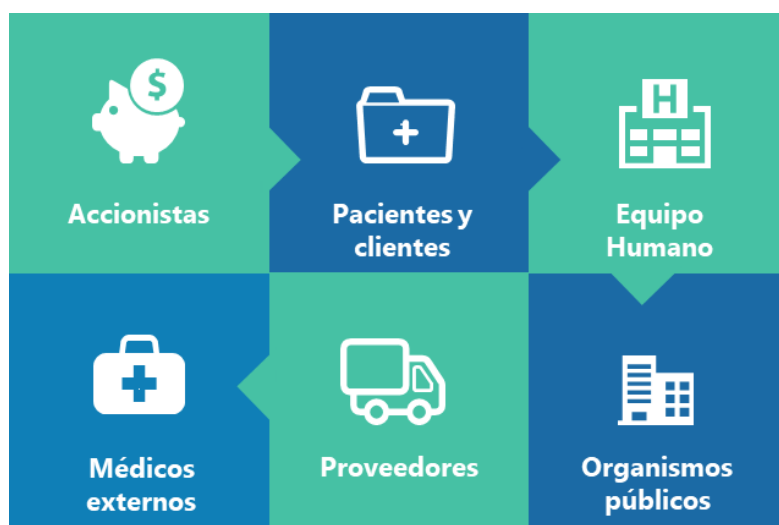 $
Accionistas
Pacientes y
clientes
H
Equipo
Humano
Médicos
externos
Proveedores
Organismos
públicos